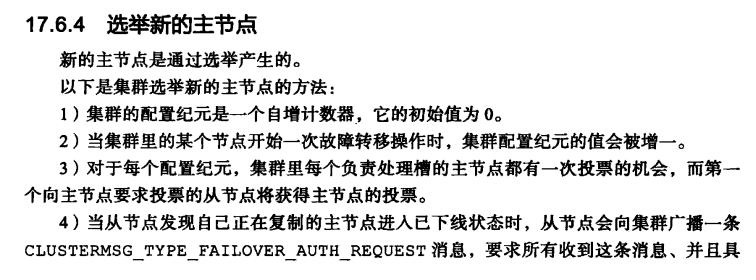 17.6.4 选举新的主节点
新的主节点是通过选举产生的。
以下是集群选举新的主节点的方法：
1）集群的配置纪元是一个自增计数器，它的初始值为 0。
2）当集群里的某个节点开始一次故障转移操作时，集群配置纪元的值会被增一。
3）对于每个配置纪元，集群里每个负责处理槽的主节点都有一次投票的机会，而第一
个向主节点要求投票的从节点将获得主节点的投票。
4）当从节点发现自己正在复制的主节点进入已下线状态时，从节点会向集群广播一条
CLUSTERMSG_TYPE_FAILOVER_AUTH_REQUEST 消息，要求所有收到这条消息、并且具